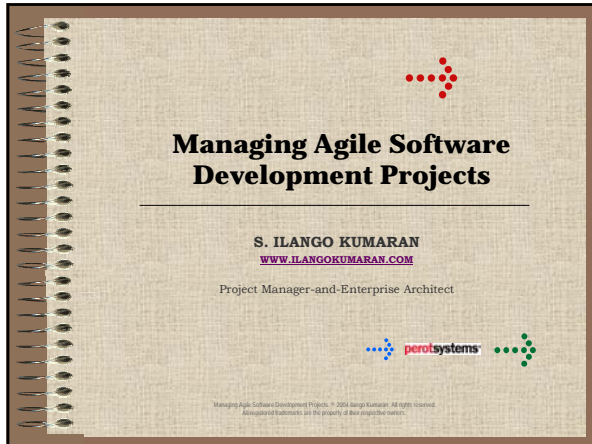 Managing Agile Software
Development Projects
S. ILANGO KUMARAN
WWW.ILANGOKUMARAN.COM
Project Manager-and-Enterprise Architect
perotsystems
Managing Agile Software Development Projects. © 2004 Ilango Kumaran. All rights reserved.
All registered trademarks are the property of their respective owners.